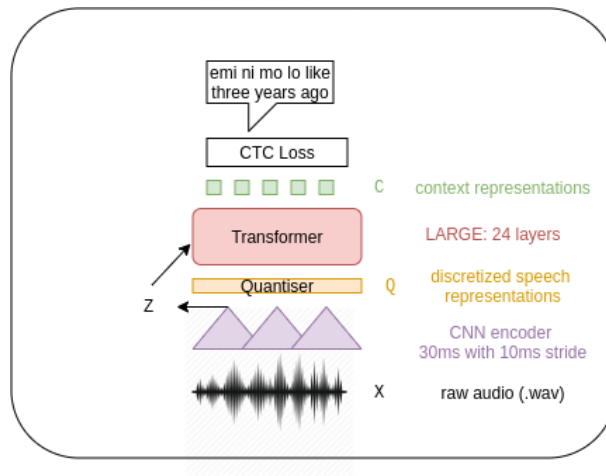 emi ni mo lo like
three years ago
CTC Loss
C context representations
Transformer
LARGE: 24 layers
Quantiser
Q discretized speech
representations
Z
CNN encoder
30ms with 10ms stride
X raw audio (.wav)